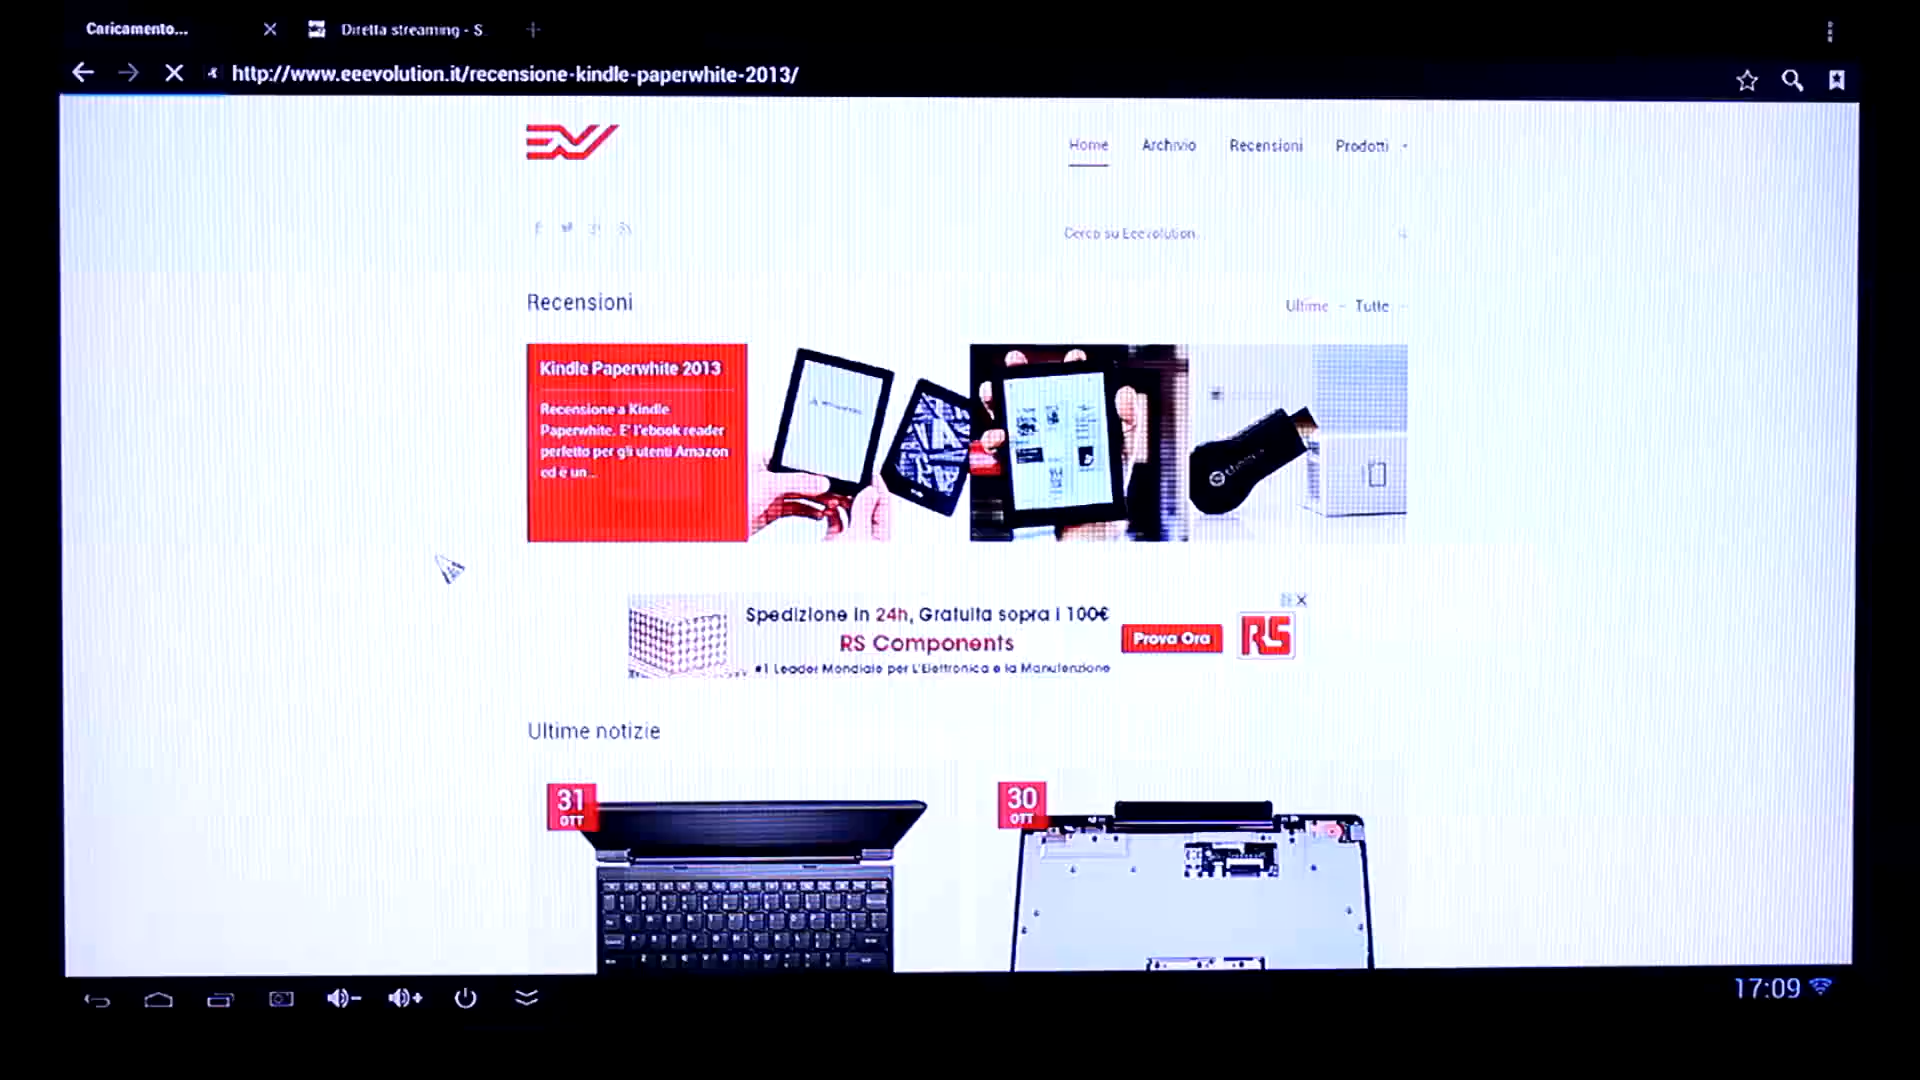 Caricamento...
Diretta streaming - S
http://www.eeevolution.it/recensione-kindle-paperwhite-2013/
Home Archivio Recensioni Prodotti
Cerca su Eeevolution...
Recensioni
Ultime - Tutte
Kindle Paperwhite 2013
Recensione a Kindle
Paperwhite. E' l'ebook reader
perfetto per gli utenti Amazon
ed è un...
Spedizione in 24h, Gratuita sopra i 100€
RS Components
#1 Leader Mondiale per L'Elettronica e la Manutenzione
Prova Ora
RS
Ultime notizie
31
OTT
30
OTT
17:09